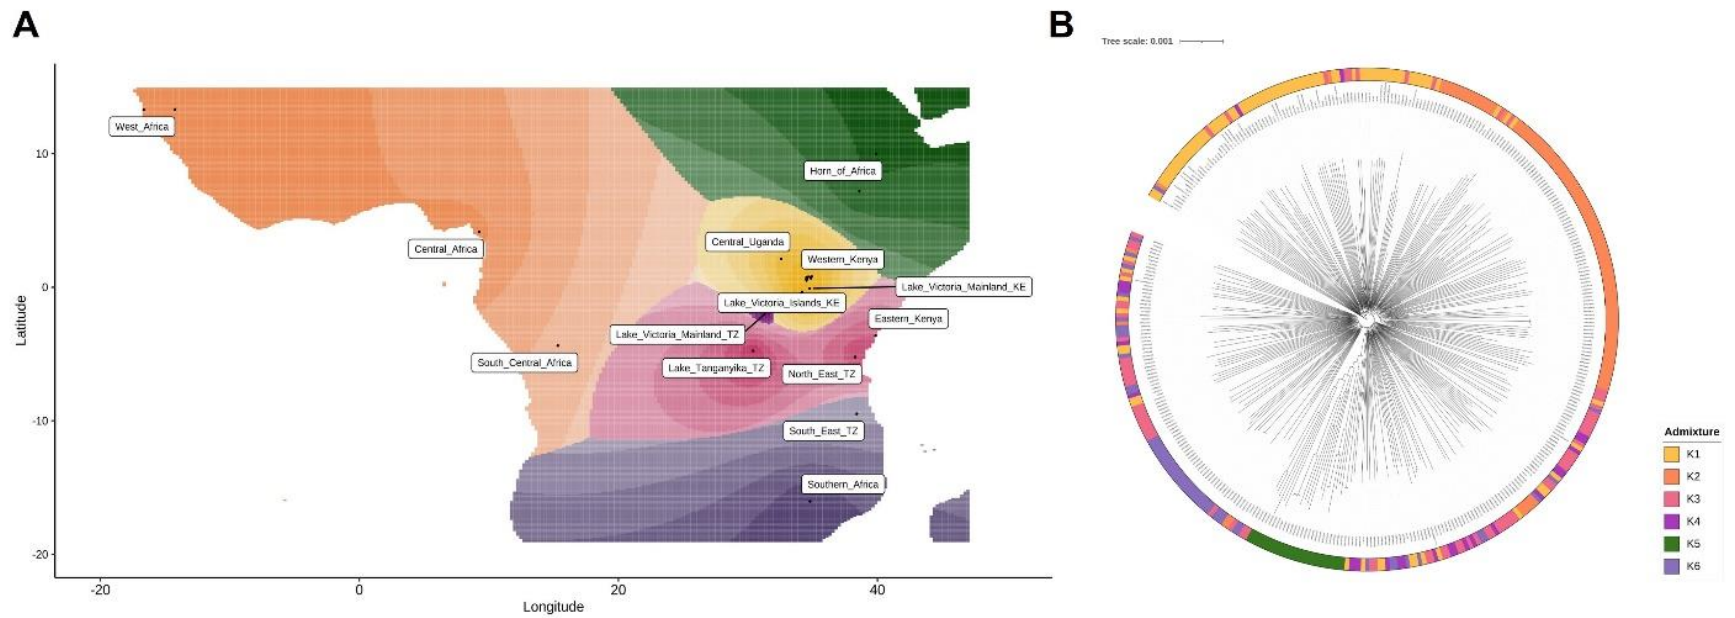 A
B
Tree scale: 0.001
West_Africa
Horn_of_Africa
Central_Africa
Central_Uganda
Western_Kenya
Lake_Victoria_Mainland_KE
Lake_Victoria_Islands_KE
Eastern_Kenya
Lake_Victoria_Mainland_TZ
South_Central_Africa
Lake_Tanganyika_TZ
North_East_TZ
South_East_TZ
Southern_Africa
10
0
-10
-20
Latitude
-20
0
20
40
Longitude
Admixture
K1
K2
K3
K4
K5
K6